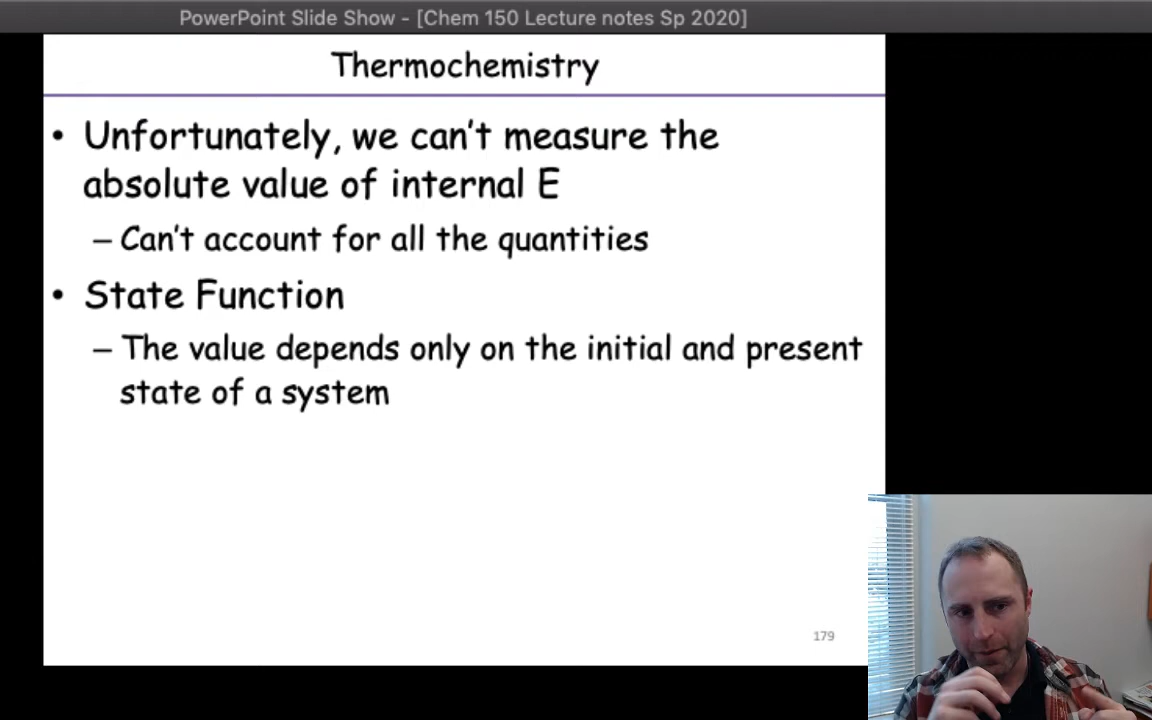 PowerPoint Slide Show - [Chem 150 Lecture notes Sp 2020]
Thermochemistry
• Unfortunately, we can't measure the
absolute value of internal E
– Can't account for all the quantities
• State Function
– The value depends only on the initial and present
state of a system
179